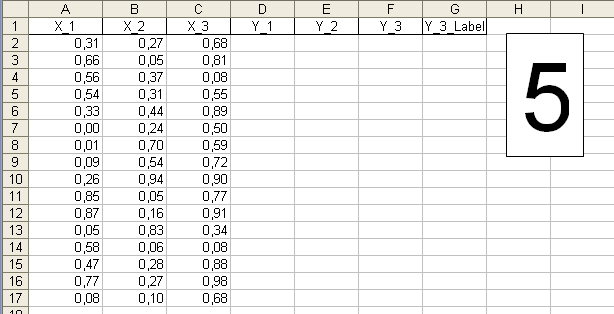 A B C D E F G H I
1 X_1 X_2 X_3 Y_1 Y_2 Y_3 Y_3_Label
2 0,31 0,27 0,68
3 0,66 0,05 0,81
4 0,56 0,37 0,08
5 0,54 0,31 0,55
6 0,33 0,44 0,89
7 0,00 0,24 0,50
8 0,01 0,70 0,59
9 0,09 0,54 0,72
10 0,26 0,94 0,90
11 0,85 0,05 0,77
12 0,87 0,16 0,91
13 0,05 0,83 0,34
14 0,58 0,06 0,08
15 0,47 0,28 0,88
16 0,77 0,27 0,98
17 0,08 0,10 0,68
5